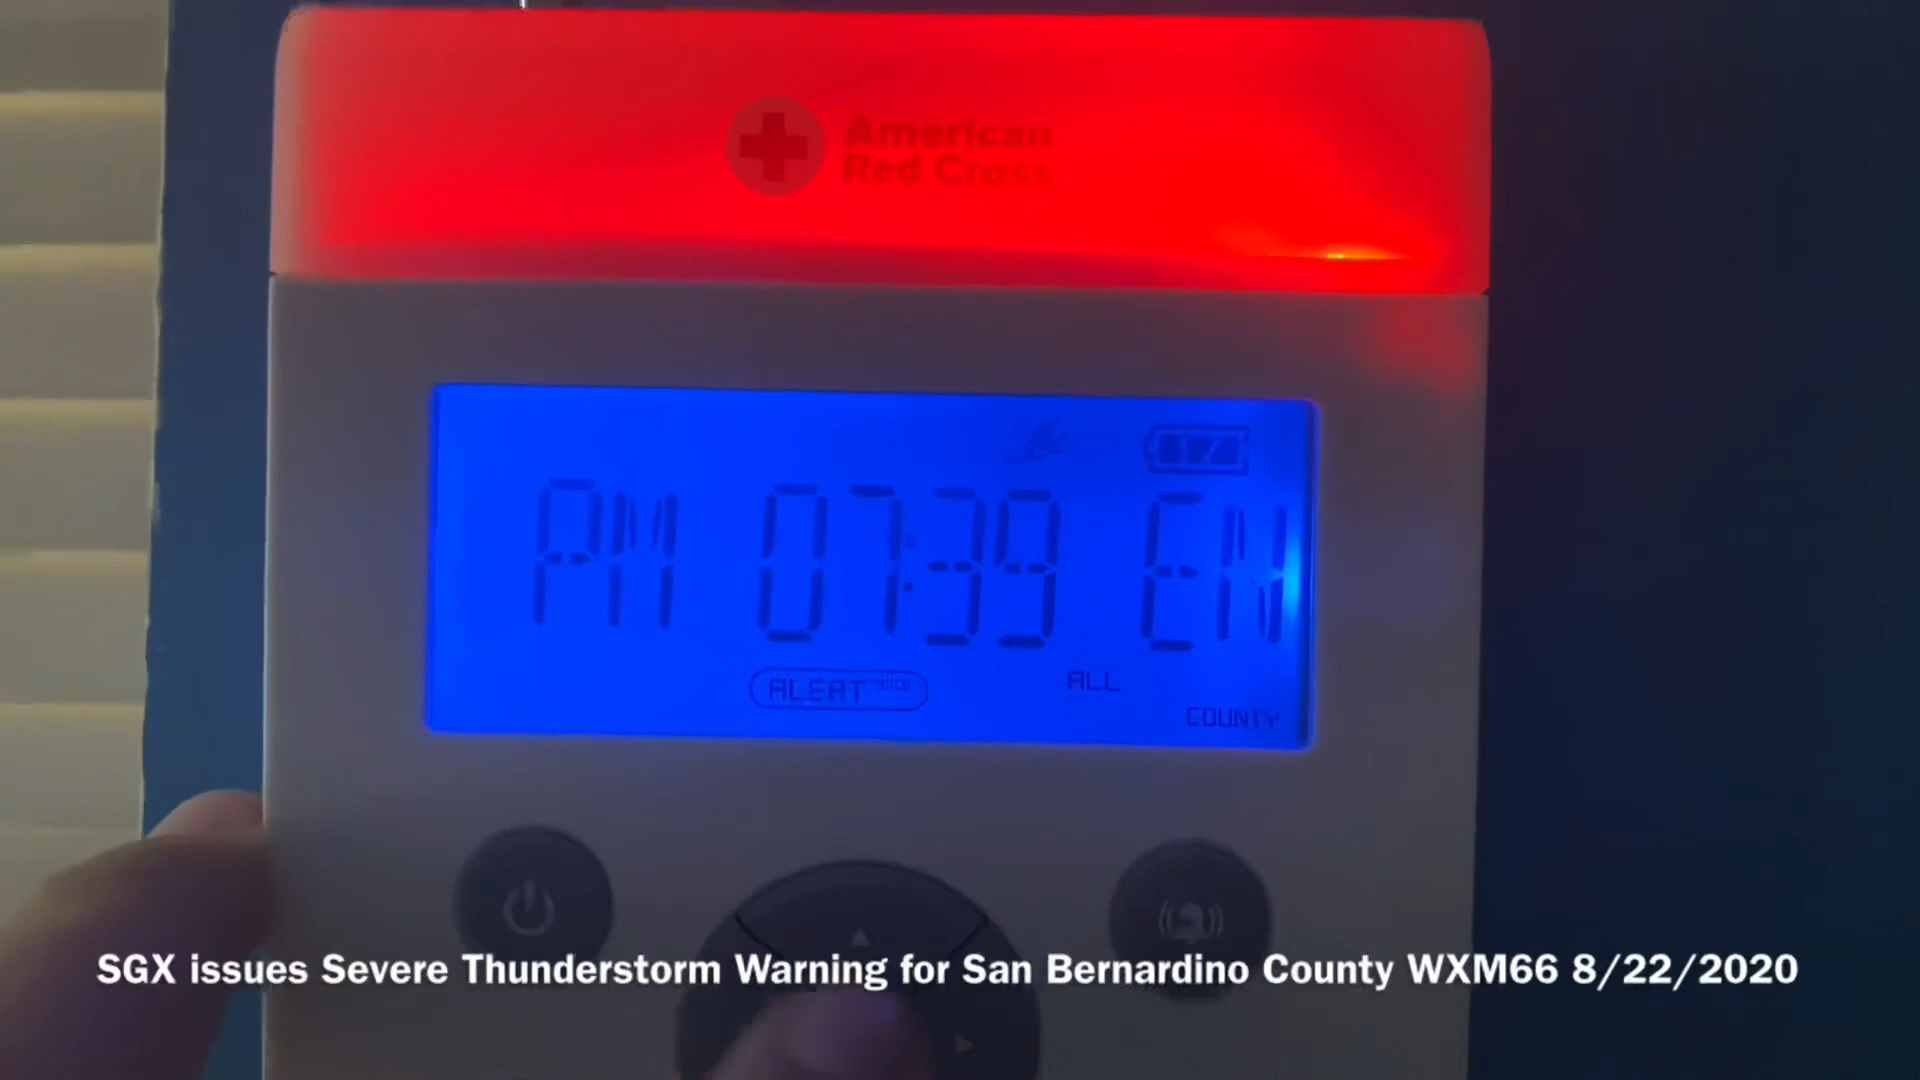 American
Red Cross
PM 07:39 EN
ALERT
ALL
COUNTY
SGX issues Severe Thunderstorm Warning for San Bernardino County WXM66 8/22/2020